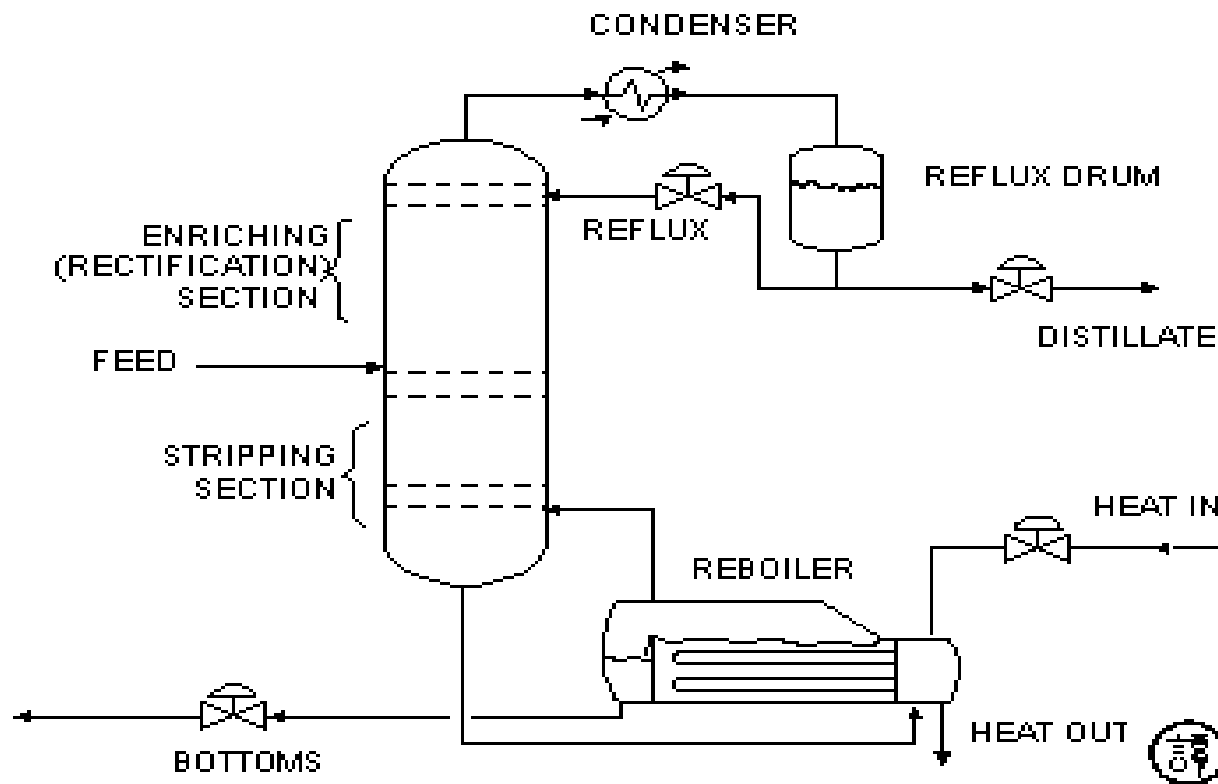 CONDENSER
REFLUX DRUM
REFLUX
ENRICHING
(RECTIFICATION)
SECTION
DISTILLATE
FEED
STRIPPING
SECTION
HEAT IN
REBOILER
HEAT OUT
BOTTOMS